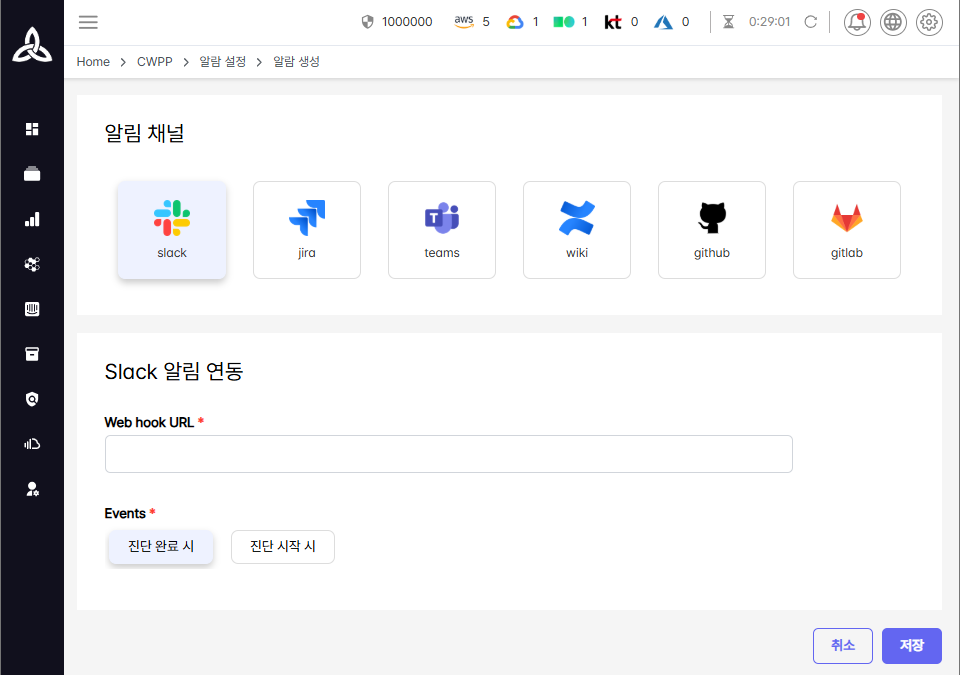 1000000 aws 5 1 1 kt 0 0 0:29:01
Home > CWPP > 알람 설정 > 알람 생성
알림 채널
slack jira teams wiki github gitlab
Slack 알림 연동
Web hook URL *
Events *
진단 완료 시 진단 시작 시
취소 저장